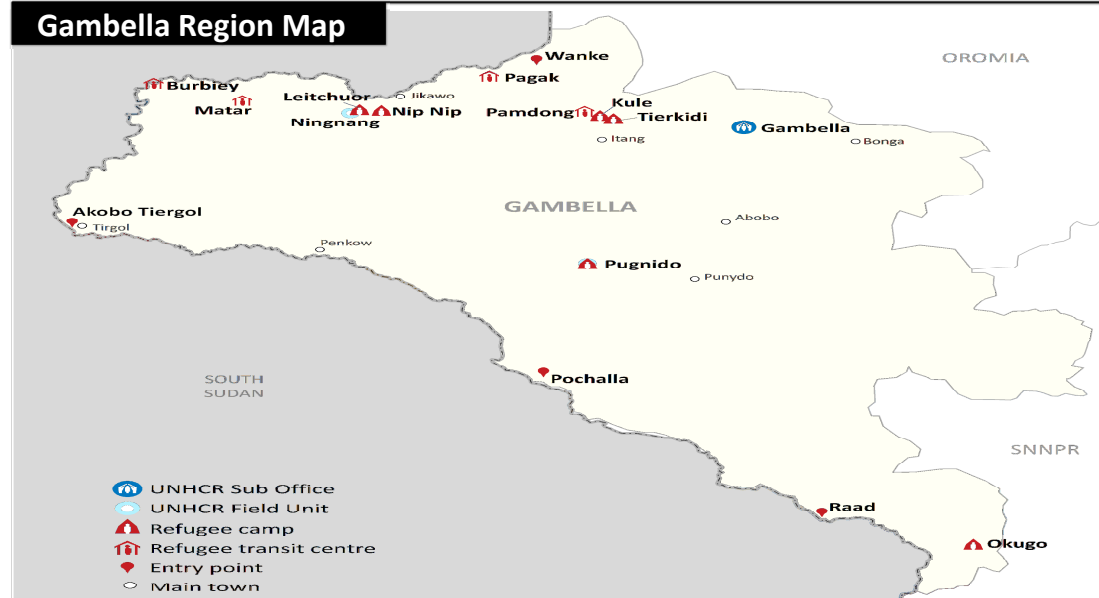 Gambella Region Map
Wanke
OROMIA
Pagak
Burbiey
Leitchuor
Jikawo
Matar
Kule
Nip Nip
Pamdong
Tierkidi
Ningnang
Gambella
Itang
Bonga
Akobo Tiergol
GAMBELLA
Abobo
Tirgol
Penkow
Pugnido
Punydo
Pochalla
SOUTH
SUDAN
SNNPR
UNHCR Sub Office
UNHCR Field Unit
Raad
Refugee camp
Refugee transit centre
Okugo
Entry point
Main town